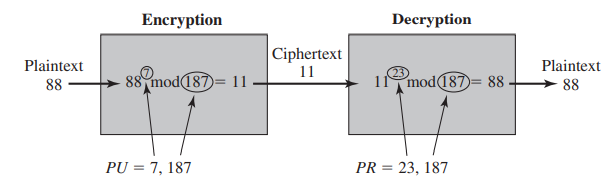 Encryption
Decryption
Plaintext
88
88^7 mod 187 = 11
Ciphertext
11
11^23 mod 187 = 88
Plaintext
88
PU = 7, 187
PR = 23, 187